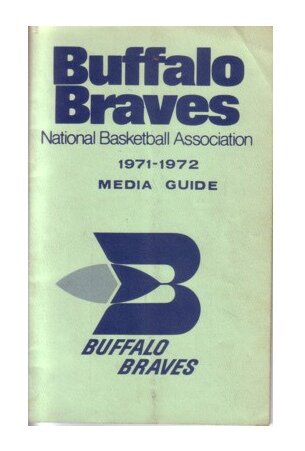 Buffalo
Braves
National Basketball Association
1971-1972
MEDIA GUIDE
B
BUFFALO
BRAVES